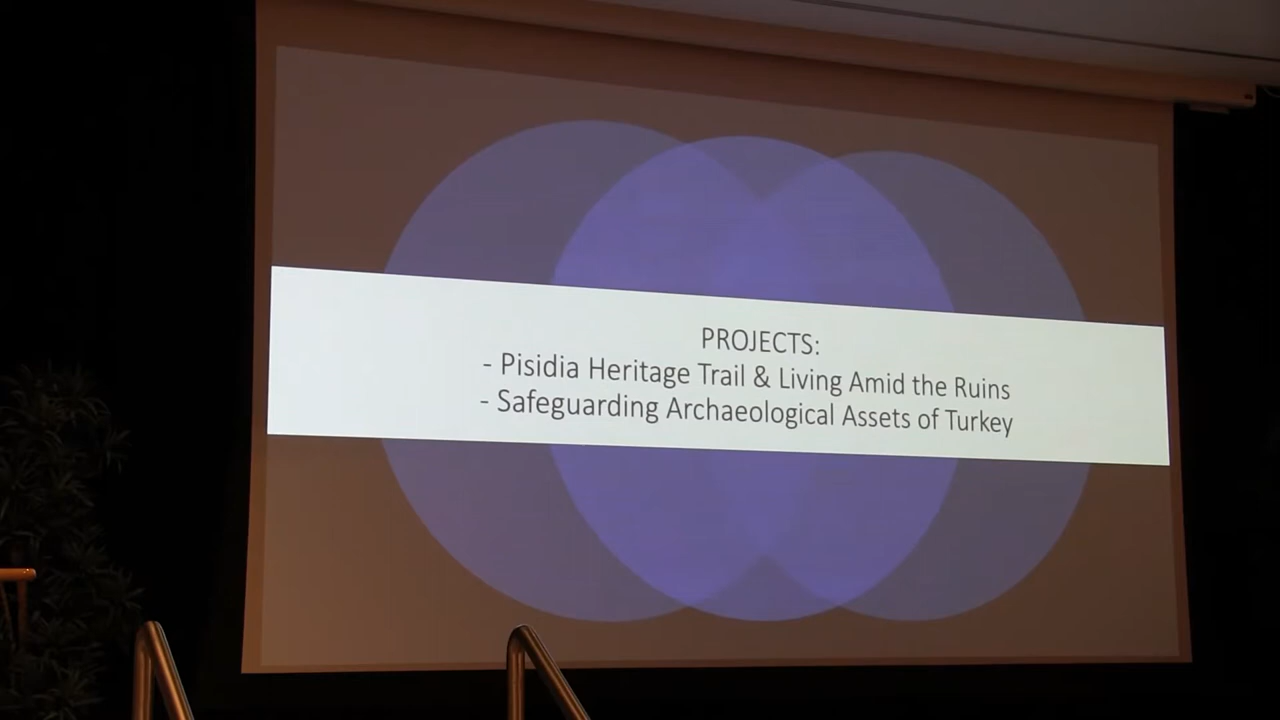 PROJECTS:
- Pisidia Heritage Trail & Living Amid the Ruins
- Safeguarding Archaeological Assets of Turkey